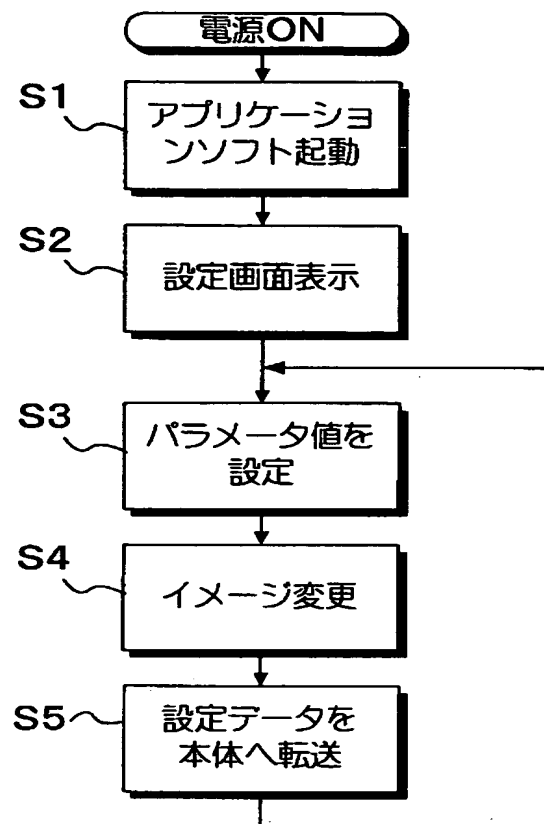 電源ON
S1
アプリケーショ
ンソフト起動
S2
設定画面表示
S3
パラメータ値を
設定
S4
イメージ変更
S5
設定データを
本体へ転送